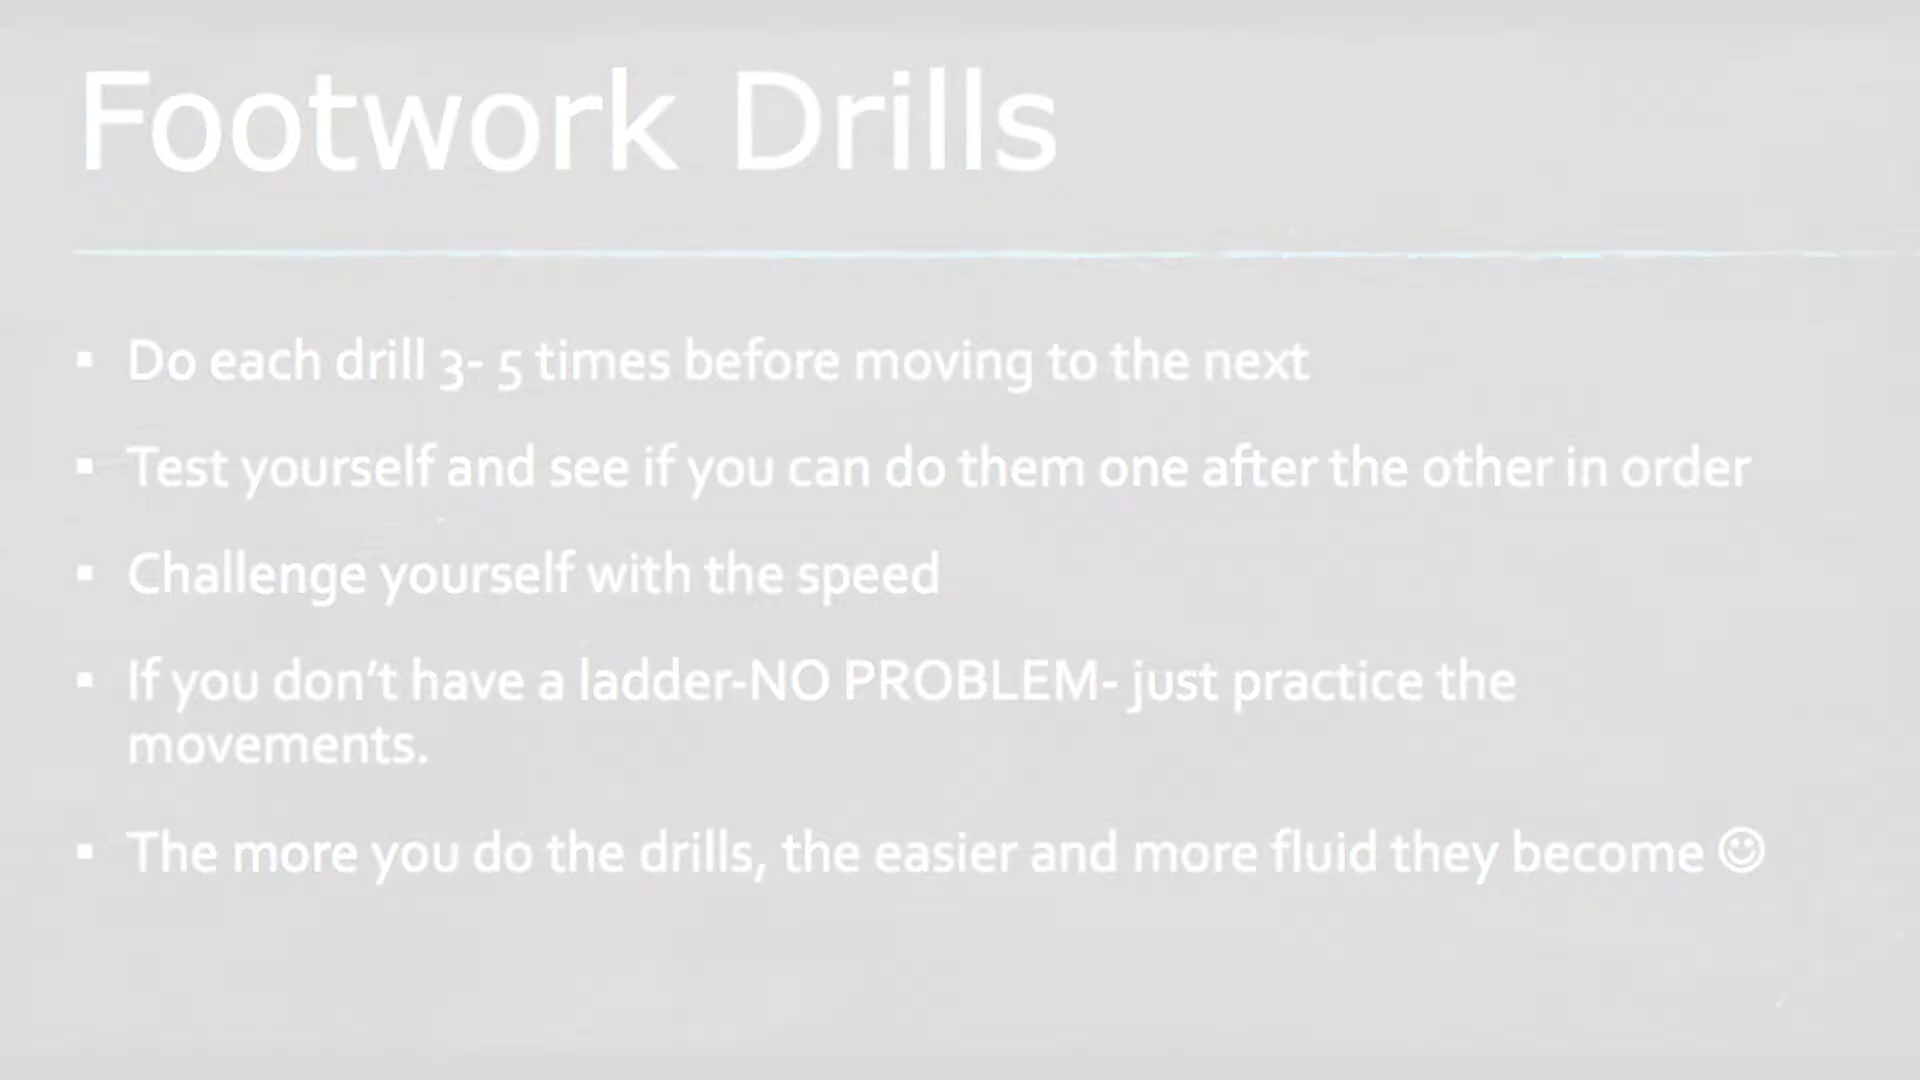 Footwork Drills
▪ Do each drill 3- 5 times before moving to the next
▪ Test yourself and see if you can do them one after the other in order
▪ Challenge yourself with the speed
▪ If you don’t have a ladder-NO PROBLEM- just practice the
movements.
▪ The more you do the drills, the easier and more fluid they become ☺